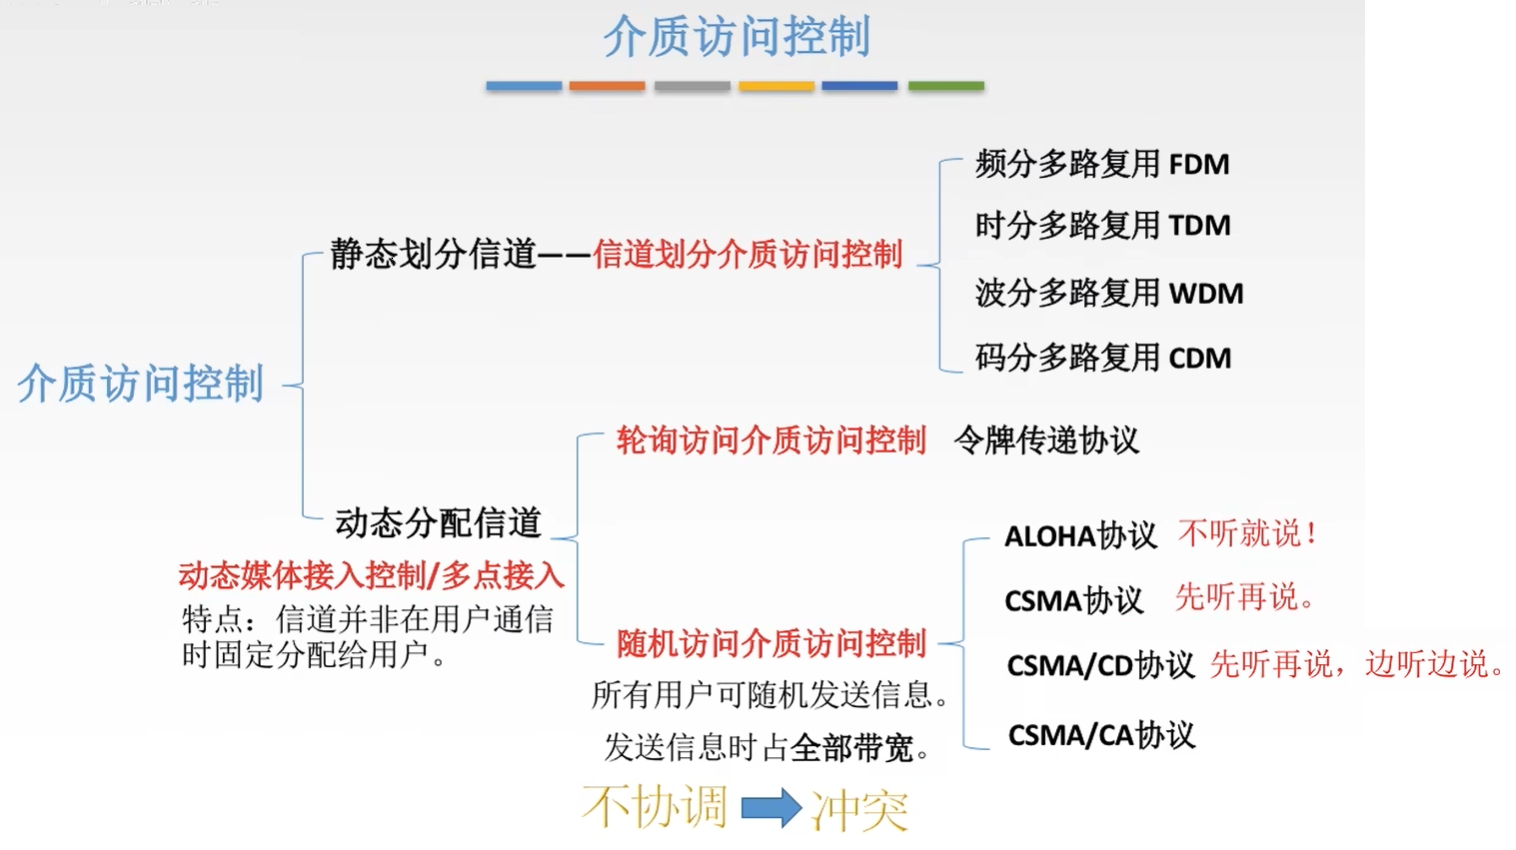 介质访问控制
频分多路复用 FDM
时分多路复用 TDM
静态划分信道——信道划分介质访问控制
波分多路复用 WDM
码分多路复用 CDM
介质访问控制
轮询访问介质访问控制 令牌传递协议
动态分配信道
动态媒体接入控制/多点接入
特点：信道并非在用户通信
时固定分配给用户。
ALOHA协议 不听就说！
CSMA协议 先听再说。
随机访问介质访问控制
CSMA/CD协议 先听再说，边听边说。
所有用户可随机发送信息。
发送信息时占全部带宽。
CSMA/CA协议
不协调 冲突